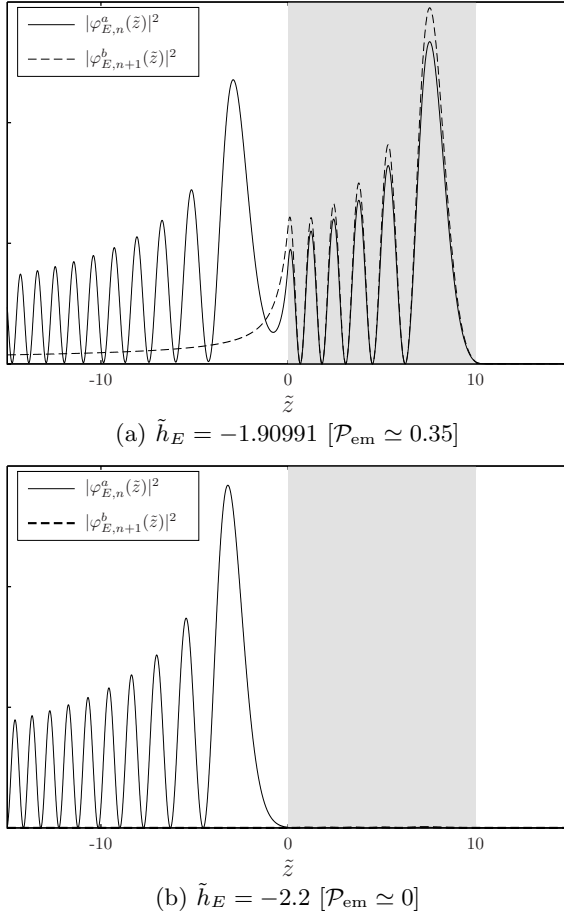 |φ^a_{E,n}(z̃)|²
|φ^b_{E,n+1}(z̃)|²
-10 0 10
z̃
(a) h̃_E = −1.90991 [𝒫_em ≃ 0.35]
|φ^a_{E,n}(z̃)|²
|φ^b_{E,n+1}(z̃)|²
-10 0 10
z̃
(b) h̃_E = −2.2 [𝒫_em ≃ 0]